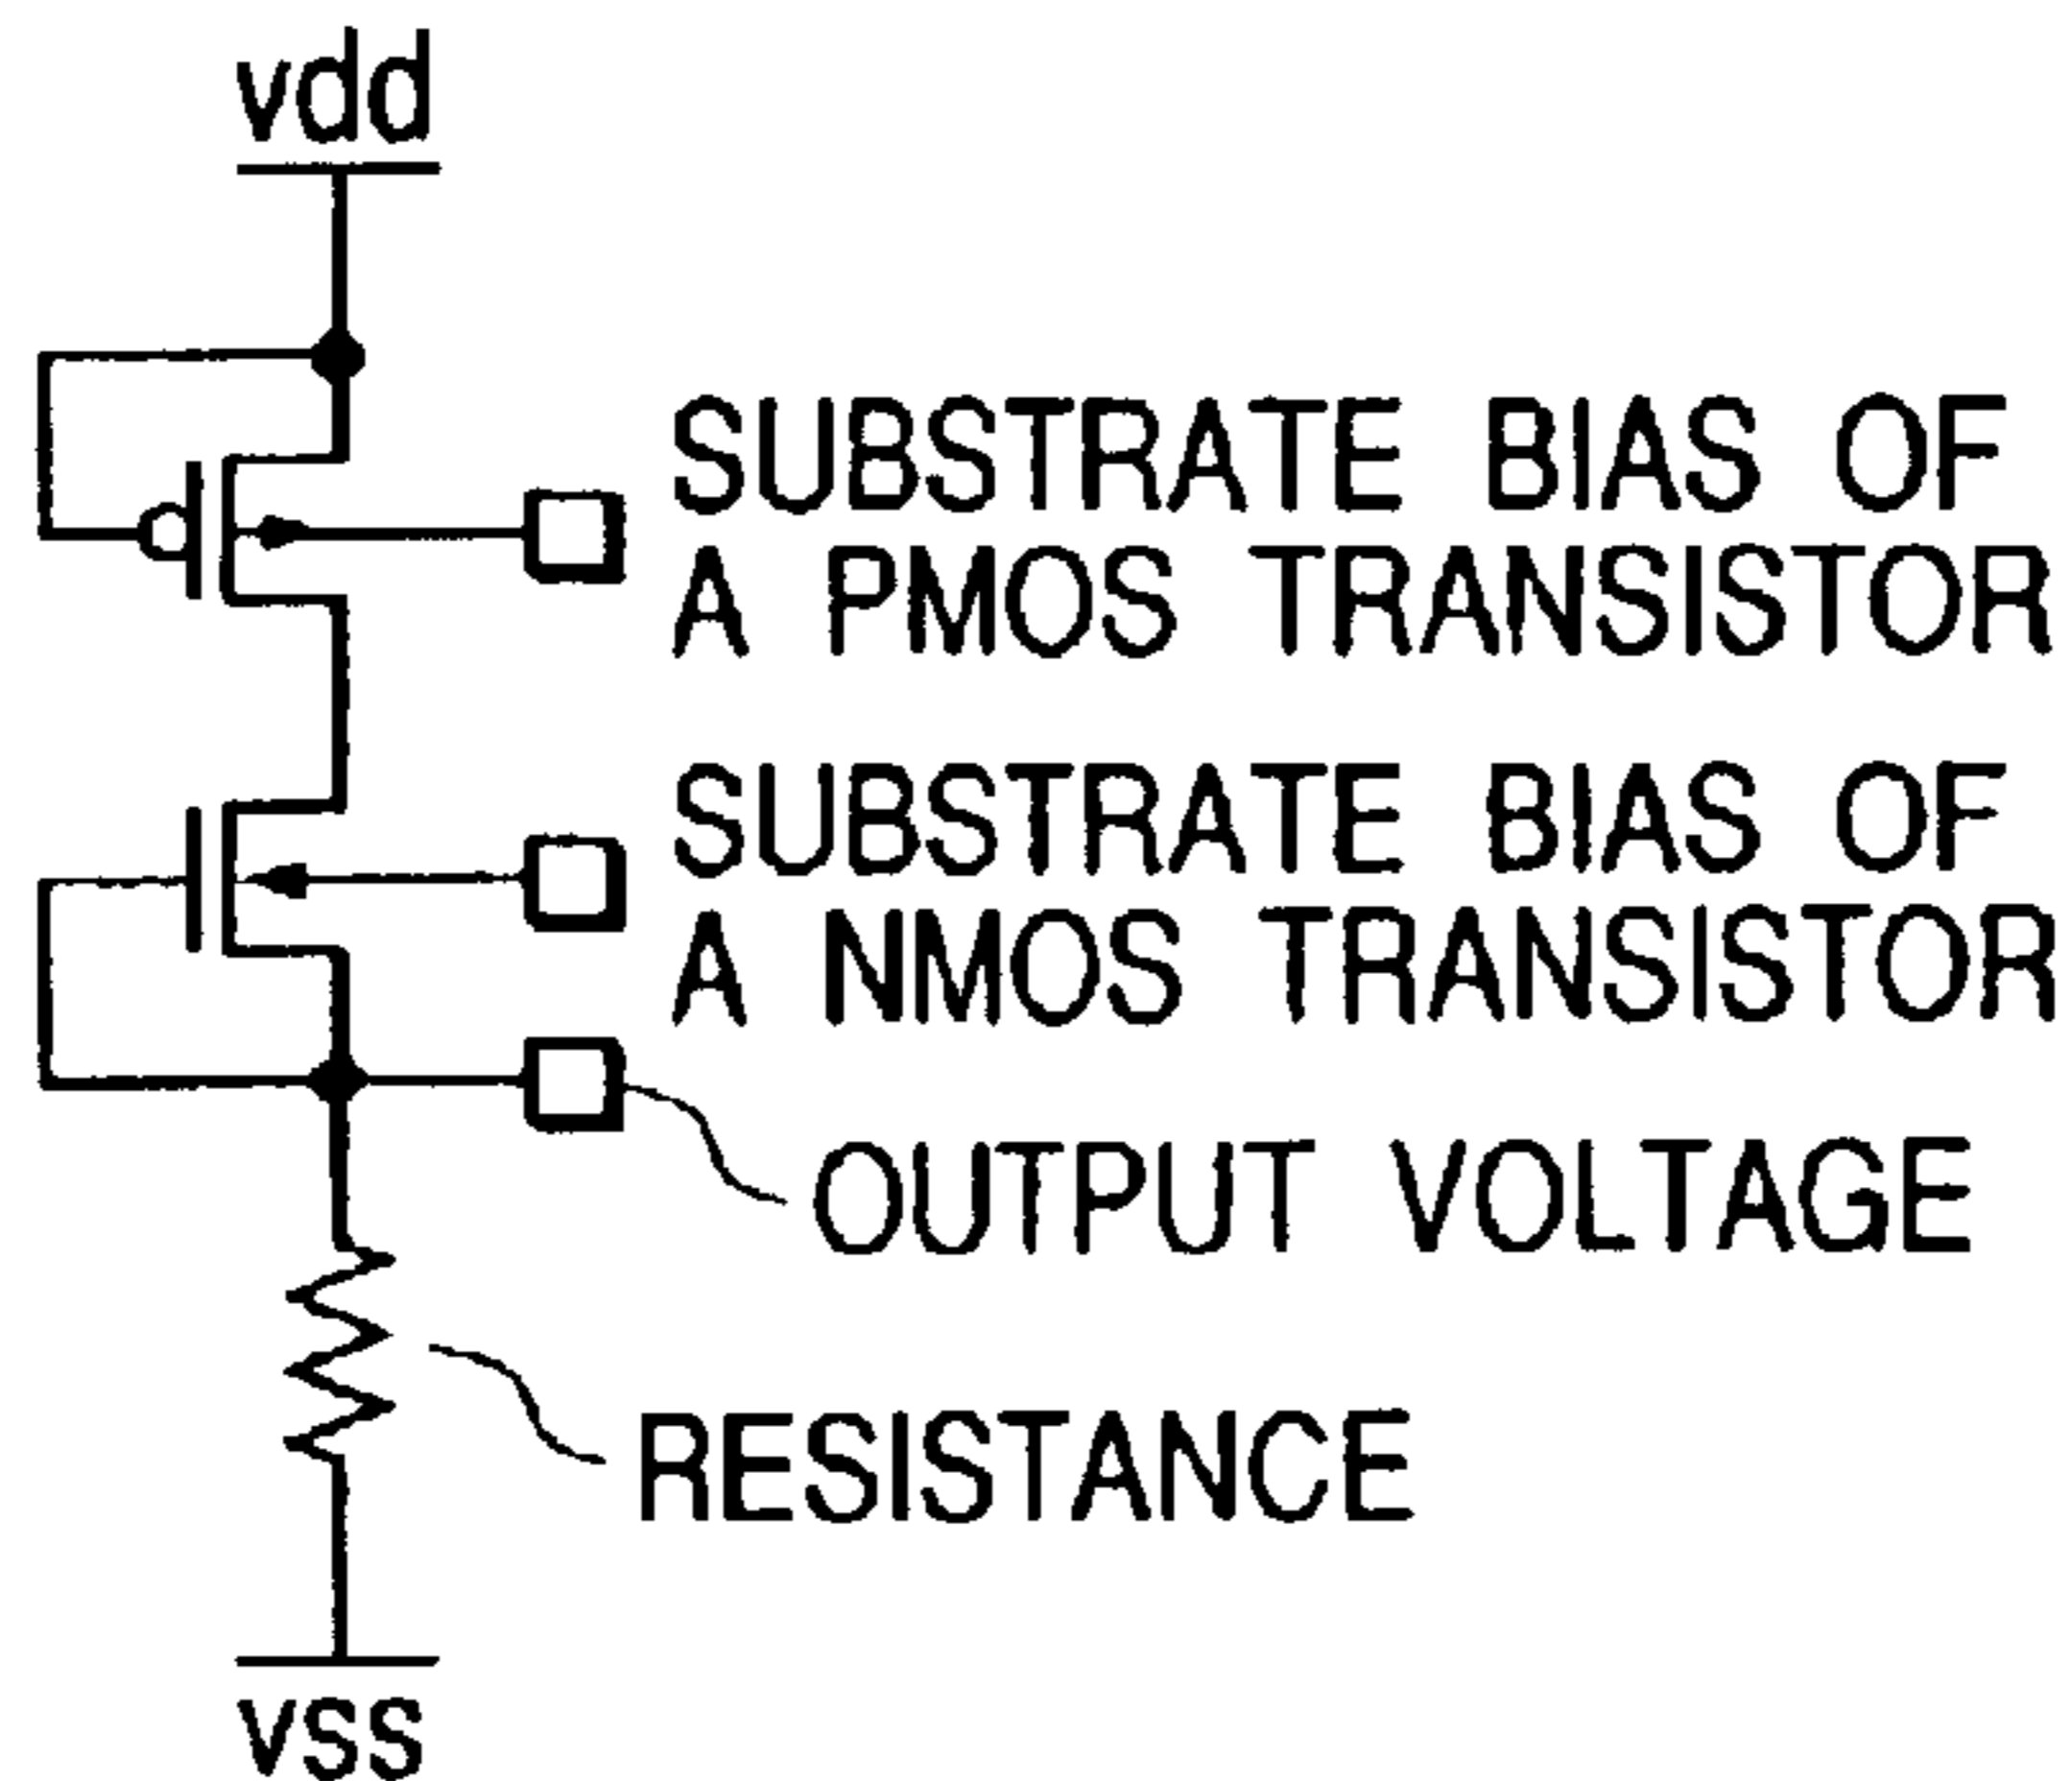 vdd
SUBSTRATE BIAS OF
A PMOS TRANSISTOR
SUBSTRATE BIAS OF
A NMOS TRANSISTOR
OUTPUT VOLTAGE
RESISTANCE
vss